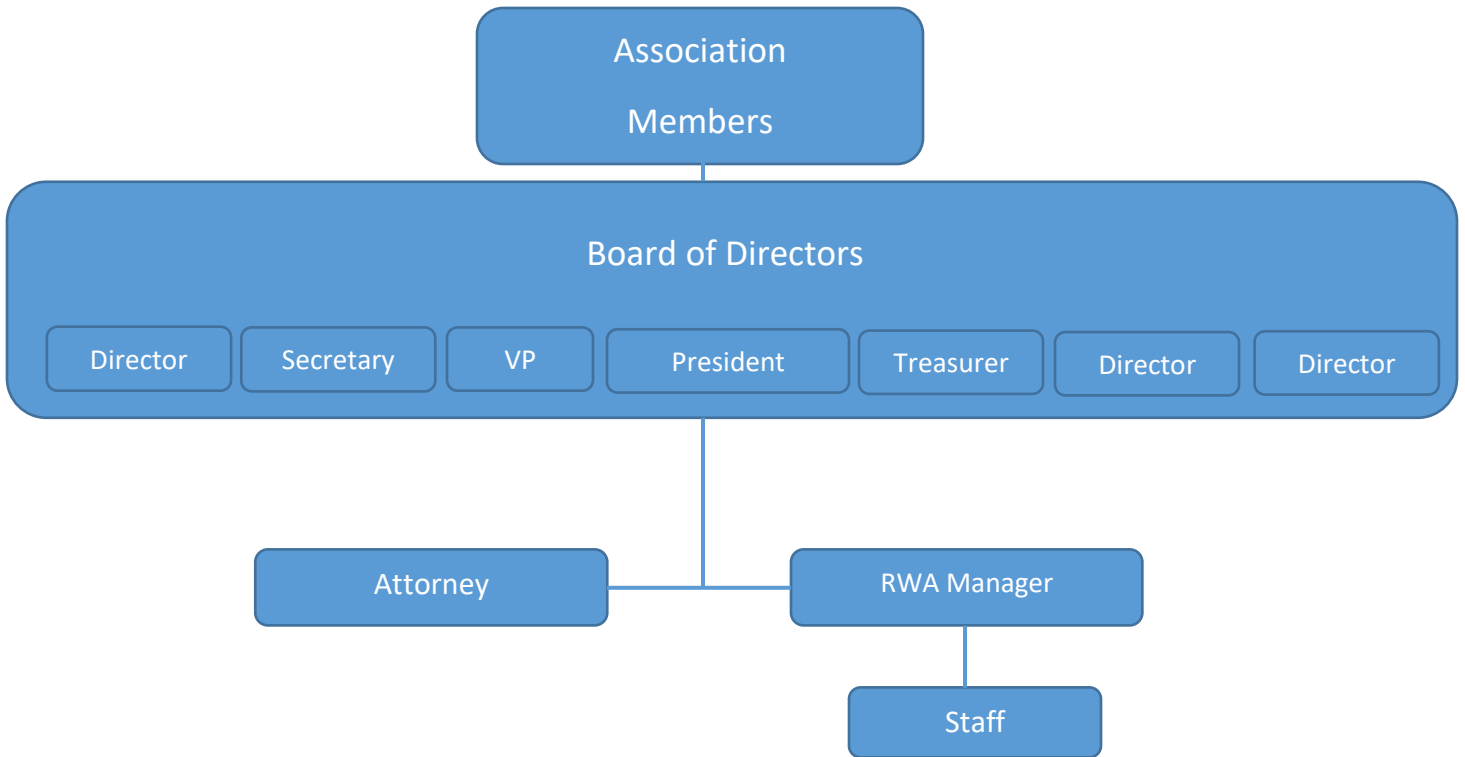 Association
Members
Board of Directors
Director
Secretary
VP
President
Treasurer
Director
Director
Attorney
RWA Manager
Staff